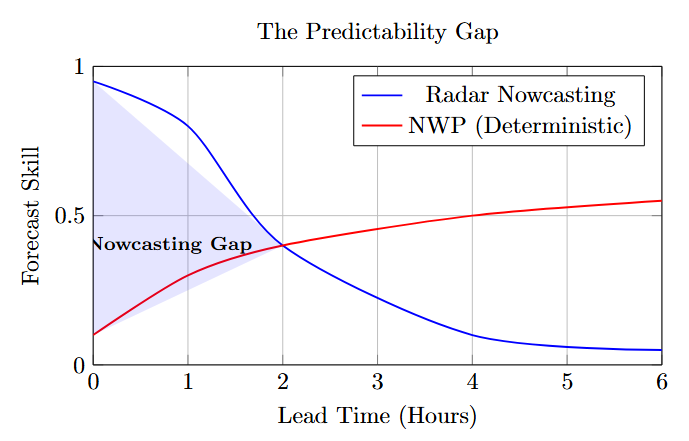 The Predictability Gap
Radar Nowcasting
NWP (Deterministic)
Nowcasting Gap
Forecast Skill
1
0.5
0
0 1 2 3 4 5 6
Lead Time (Hours)